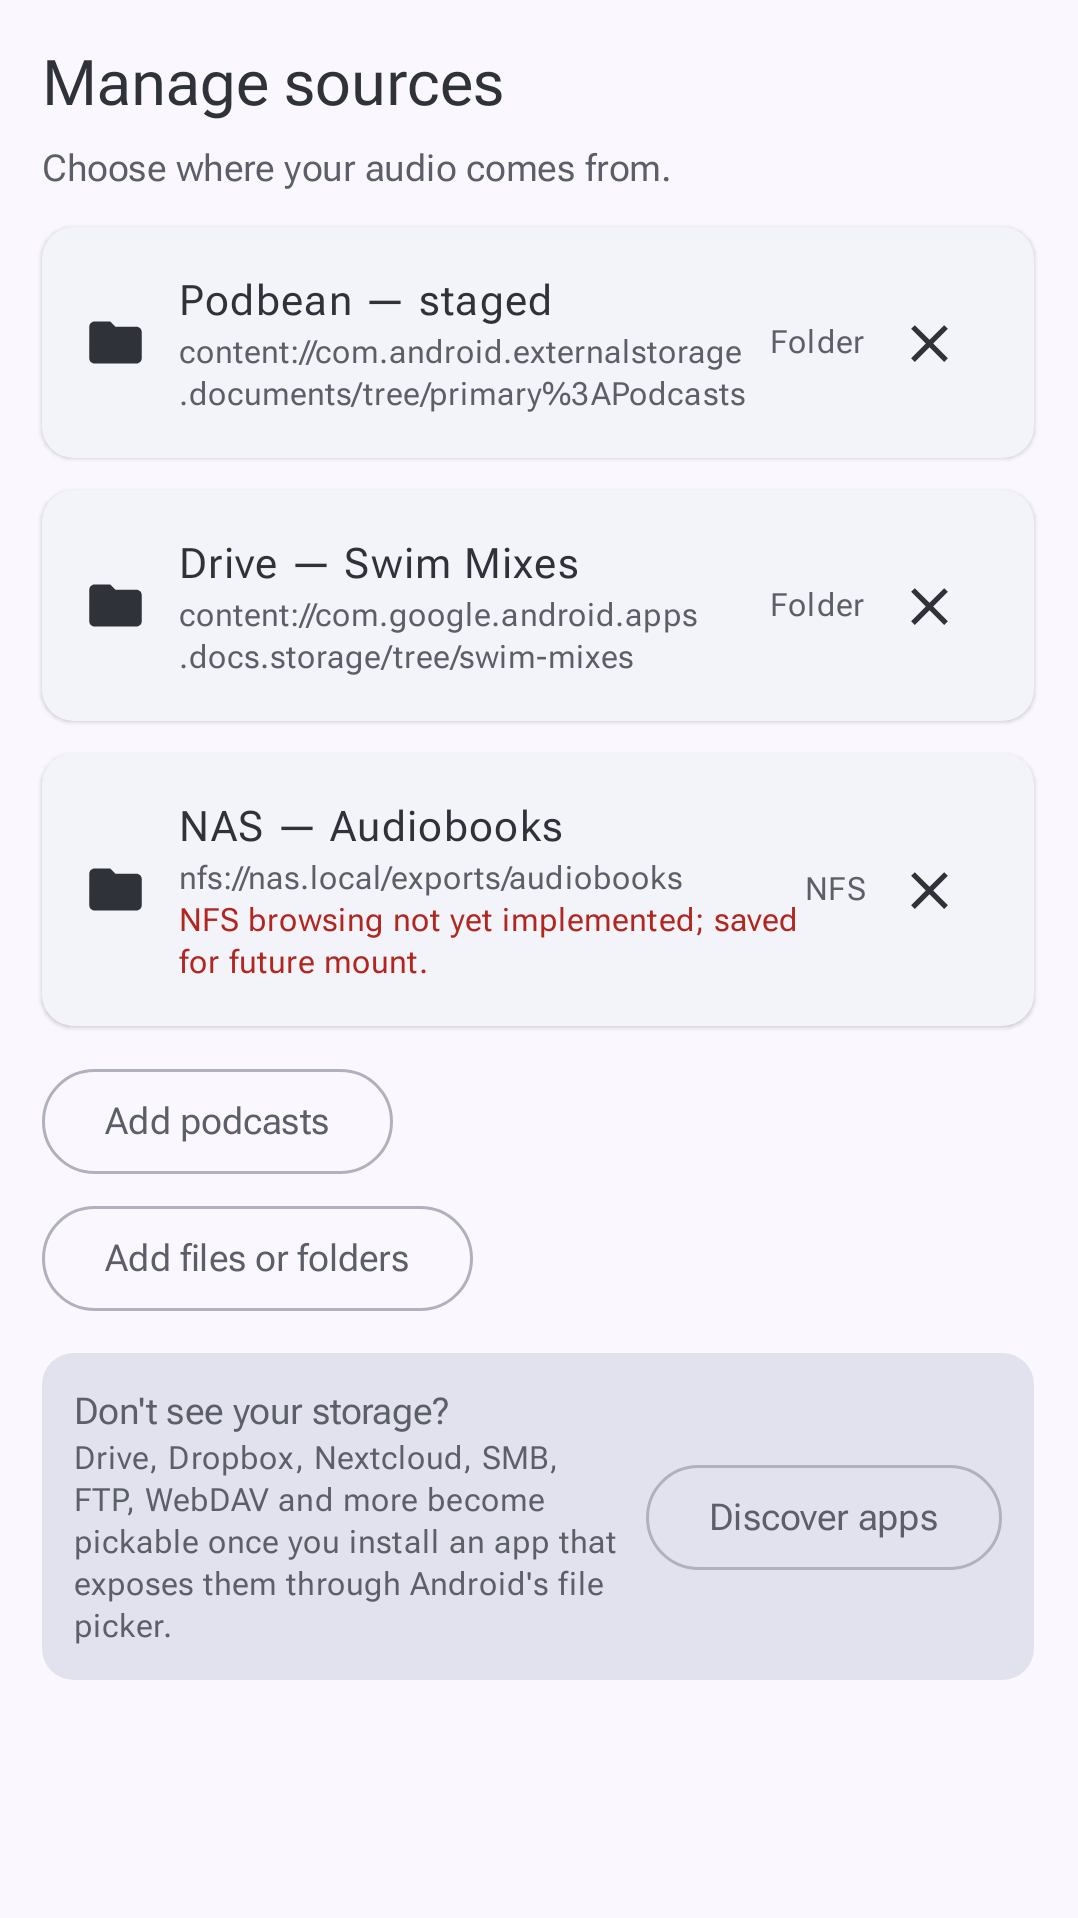 Manage sources
Choose where your audio comes from.
Podbean — staged
content://com.android.externalstorage
.documents/tree/primary%3APodcasts
Folder
Drive — Swim Mixes
content://com.google.android.apps
.docs.storage/tree/swim-mixes
Folder
NAS — Audiobooks
nfs://nas.local/exports/audiobooks
NFS browsing not yet implemented; saved
for future mount.
NFS
Add podcasts
Add files or folders
Don't see your storage?
Drive, Dropbox, Nextcloud, SMB,
FTP, WebDAV and more become
pickable once you install an app that
exposes them through Android's file
picker.
Discover apps